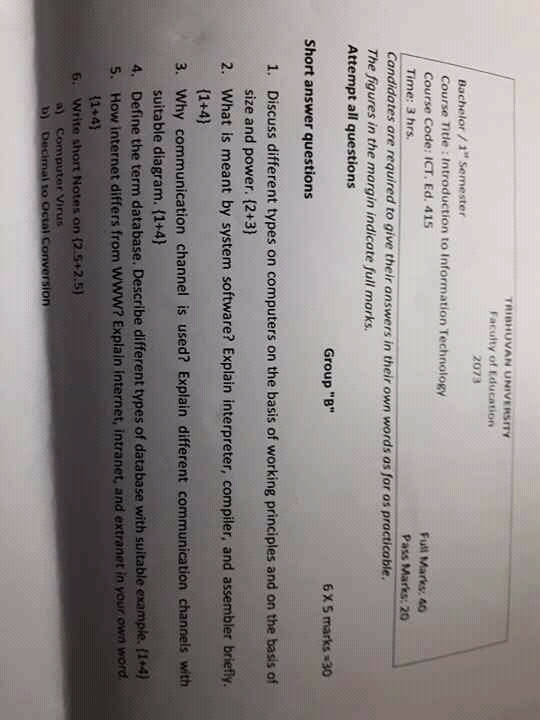 TRIBHUVAN UNIVERSITY
Faculty of Education
2073
Bachelor / 1st Semester
Course Title : Introduction to Information Technology
Course Code: ICT. Ed. 415
Full Marks: 40
Time: 3 hrs.
Pass Marks: 20
Candidates are required to give their answers in their own words as far as practicable.
The figures in the margin indicate full marks.
Attempt all questions
Group "B"
6 X 5 marks =30
Short answer questions
1. Discuss different types on computers on the basis of working principles and on the basis of
size and power. {2+3}
2. What is meant by system software? Explain interpreter, compiler, and assembler briefly.
{1+4}
3. Why communication channel is used? Explain different communication channels with
suitable diagram. {1+4}
4. Define the term database. Describe different types of database with suitable example. {1+4}
5. How internet differs from WWW? Explain internet, intranet, and extranet in your own word.
{1+4}
6. Write short Notes on {2.5+2.5}
a) Computer Virus
b) Decimal to Octal Conversion